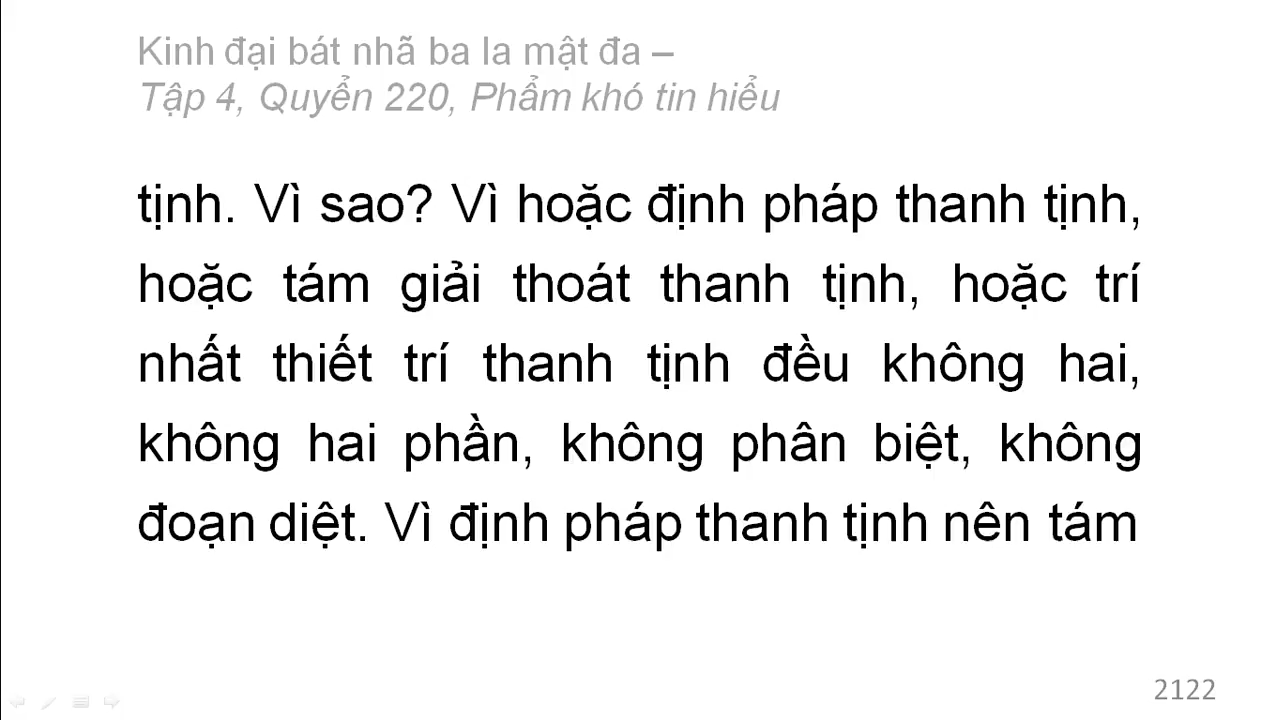 Kinh đại bát nhã ba la mật đa –
Tập 4, Quyển 220, Phẩm khó tin hiểu
tịnh. Vì sao? Vì hoặc định pháp thanh tịnh,
hoặc tám giải thoát thanh tịnh, hoặc trí
nhất thiết trí thanh tịnh đều không hai,
không hai phần, không phân biệt, không
đoạn diệt. Vì định pháp thanh tịnh nên tám
2122